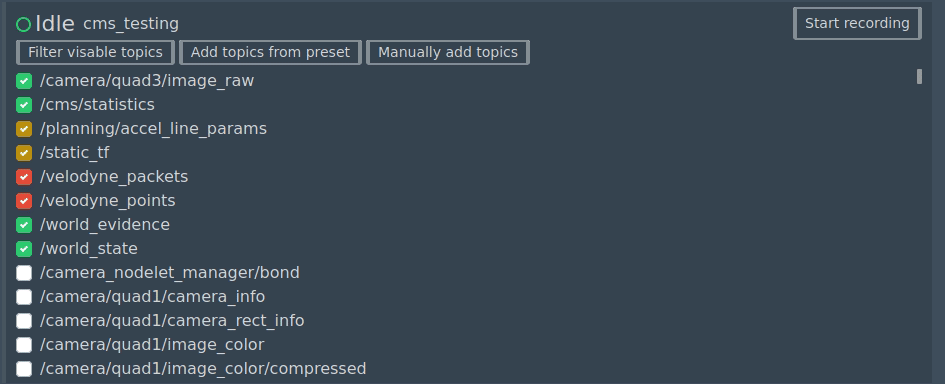 Idle cms_testing Start recording
Filter visable topics Add topics from preset Manually add topics
/camera/quad3/image_raw
/cms/statistics
/planning/accel_line_params
/static_tf
/velodyne_packets
/velodyne_points
/world_evidence
/world_state
/camera_nodelet_manager/bond
/camera/quad1/camera_info
/camera/quad1/camera_rect_info
/camera/quad1/image_color
/camera/quad1/image_color/compressed